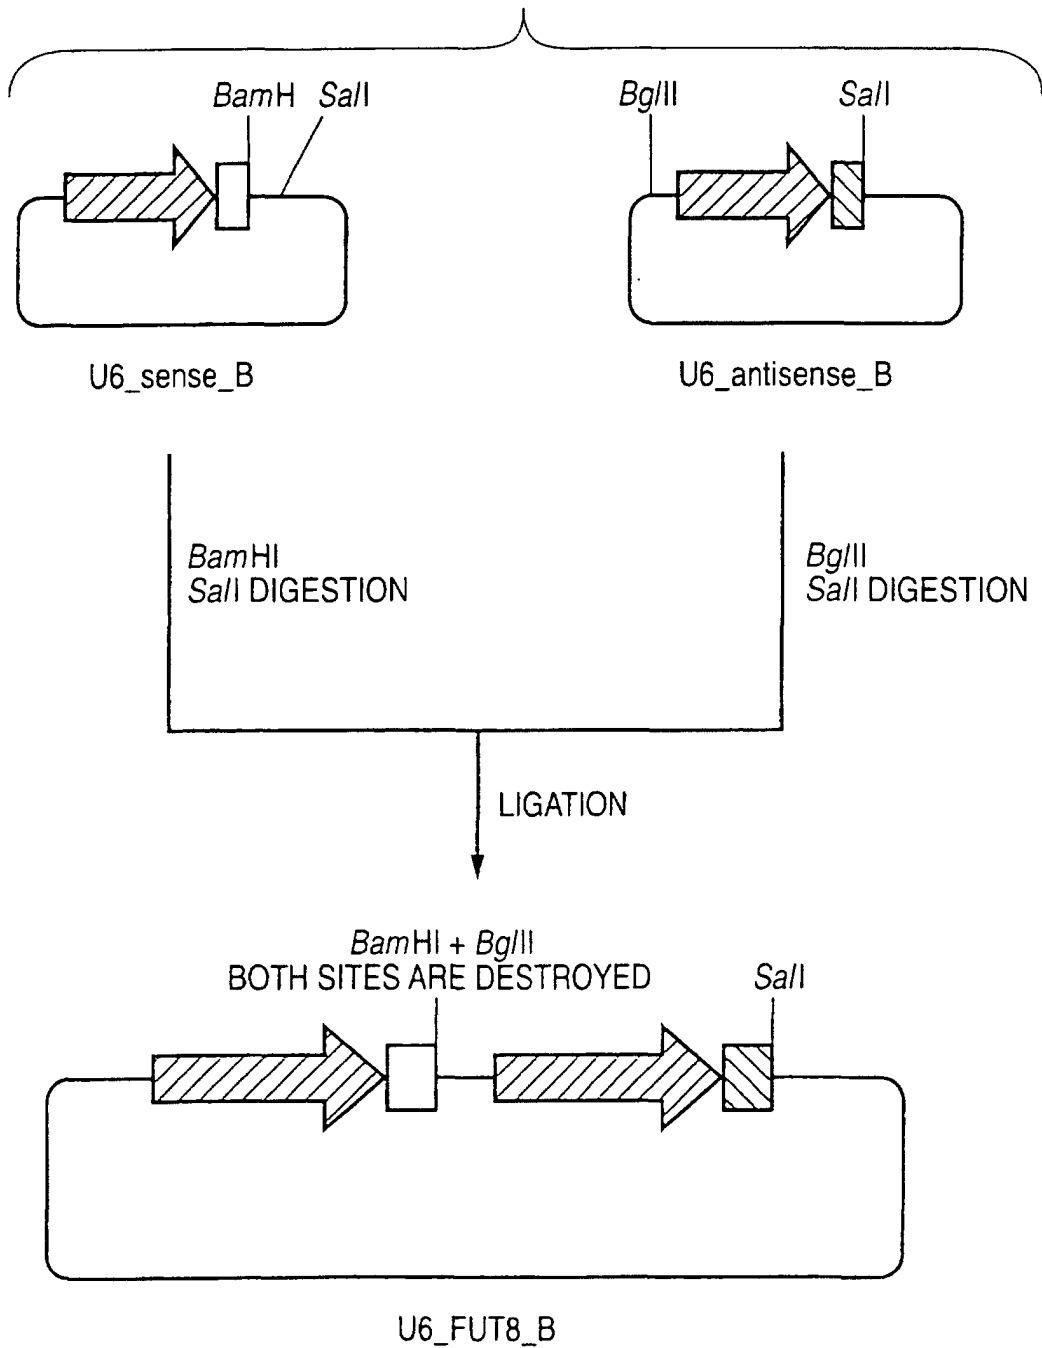 BamH SalI
BglII SalI
U6_sense_B
U6_antisense_B
BamHI
SalI DIGESTION
BglII
SalI DIGESTION
LIGATION
BamHI + BglII
BOTH SITES ARE DESTROYED
SalI
U6_FUT8_B